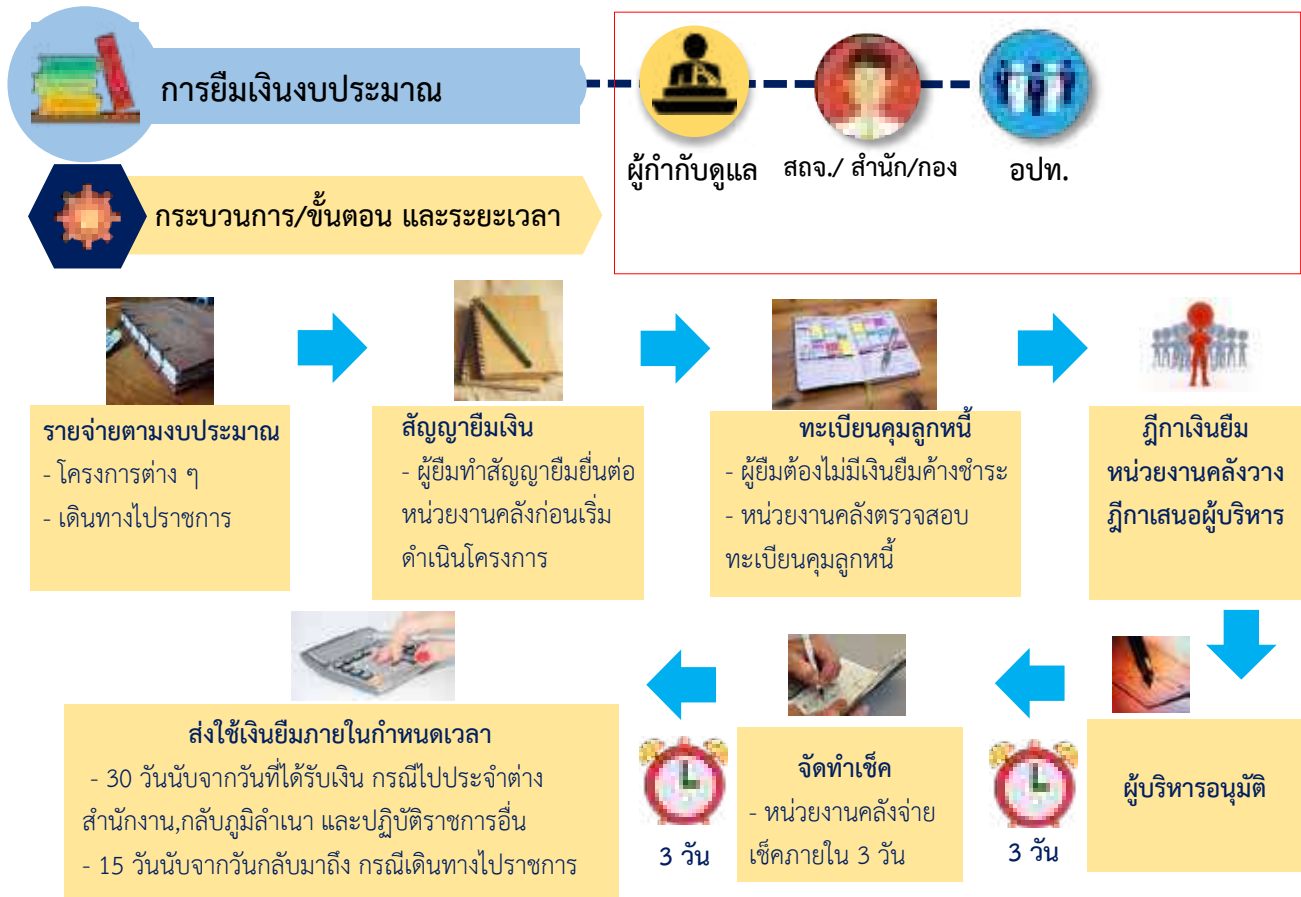 การยืมเงินงบประมาณ
ผู้กำกับดูแล
สถจ./ สำนัก/กอง
อปท.
กระบวนการ/ขั้นตอน และระยะเวลา
รายจ่ายตามงบประมาณ
- โครงการต่าง ๆ
- เดินทางไปราชการ
สัญญายืมเงิน
- ผู้ยืมทำสัญญายืมยื่นต่อ
หน่วยงานคลังก่อนเริ่ม
ดำเนินโครงการ
ทะเบียนคุมลูกหนี้
- ผู้ยืมต้องไม่มีเงินยืมค้างชำระ
- หน่วยงานคลังตรวจสอบ
ทะเบียนคุมลูกหนี้
ฎีกาเงินยืม
หน่วยงานคลังวาง
ฎีกาเสนอผู้บริหาร
ผู้บริหารอนุมัติ
3 วัน
จัดทำเช็ค
- หน่วยงานคลังจ่าย
เช็คภายใน 3 วัน
3 วัน
ส่งใช้เงินยืมภายในกำหนดเวลา
- 30 วันนับจากวันที่ได้รับเงิน กรณีไปประจำต่าง
สำนักงาน,กลับภูมิลำเนา และปฏิบัติราชการอื่น
- 15 วันนับจากวันกลับมาถึง กรณีเดินทางไปราชการ